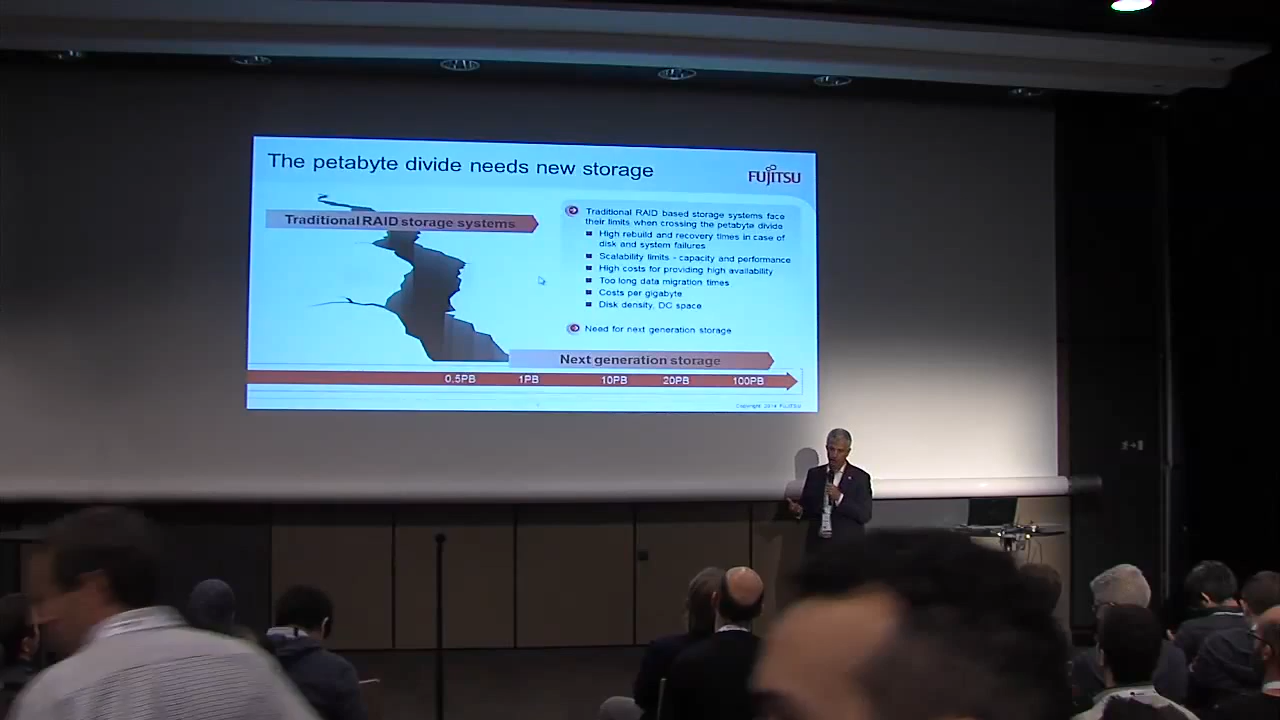 The petabyte divide needs new storage
FUJITSU
Traditional RAID storage systems
Traditional RAID based storage systems face
their limits when crossing the petabyte divide
High rebuild and recovery times in case of
disk and system failures
Scalability limits - capacity and performance
High costs for providing high availability
Too long data migration times
Costs per gigabyte
Disk density, DC space
Need for next generation storage
Next generation storage
0.5PB 1PB 10PB 20PB 100PB
Copyright 2014 FUJITSU